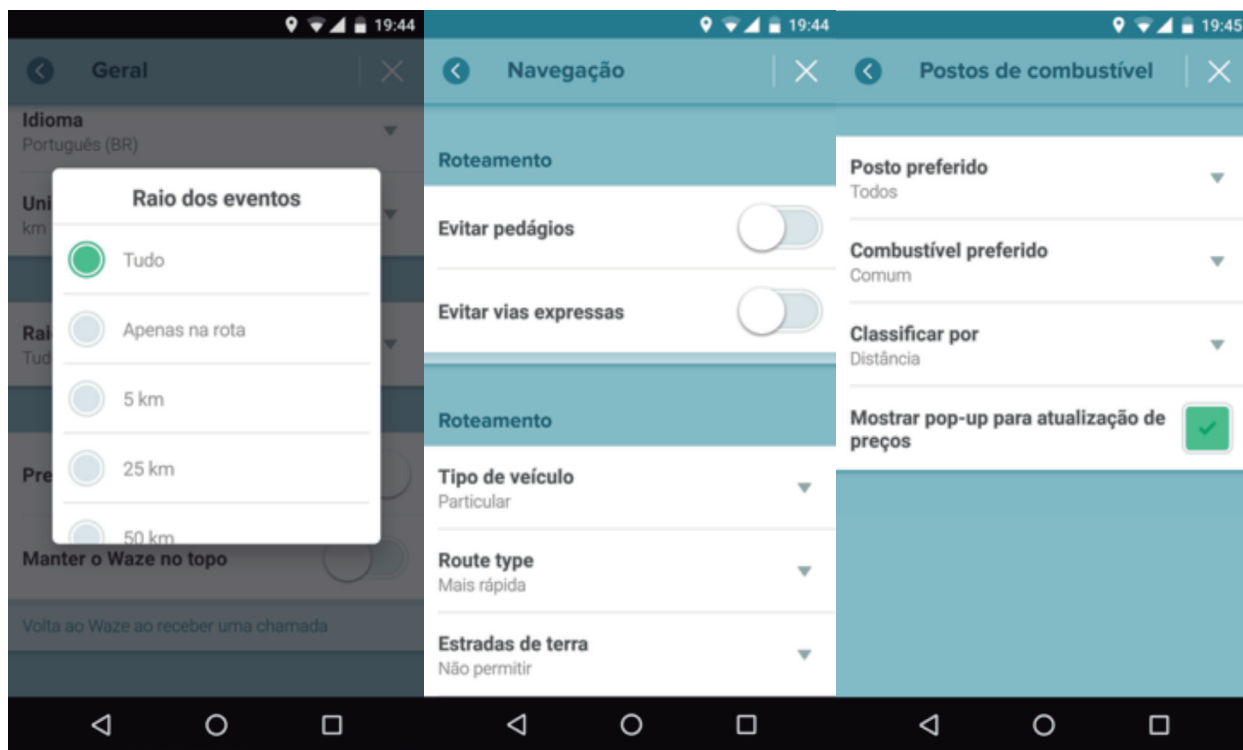 19:44
Geral
Idioma
Português (BR)
Uni
km
Raio dos eventos
Tudo
Apenas na rota
5 km
25 km
50 km
Rai
Tud
Pre
Manter o Waze no topo
Volta ao Waze ao receber uma chamada
19:44
Navegação
Roteamento
Evitar pedágios
Evitar vias expressas
Roteamento
Tipo de veículo
Particular
Route type
Mais rápida
Estradas de terra
Não permitir
19:45
Postos de combustível
Posto preferido
Todos
Combustível preferido
Comum
Classificar por
Distância
Mostrar pop-up para atualização de
preços